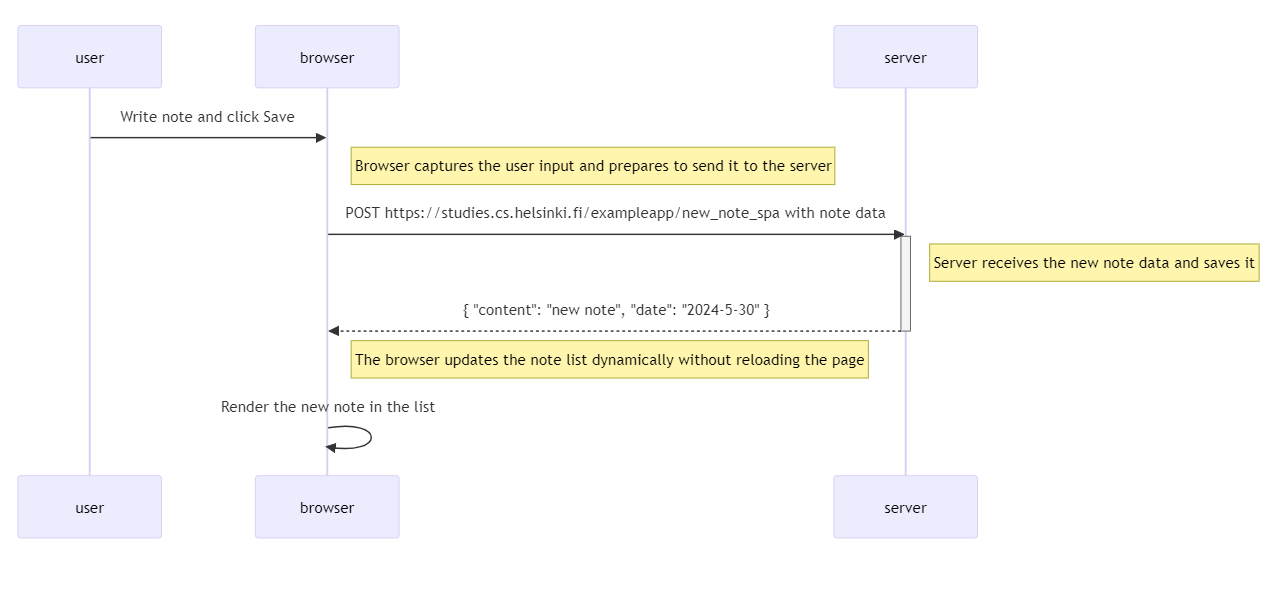 user
browser
server
Write note and click Save
Browser captures the user input and prepares to send it to the server
POST https://studies.cs.helsinki.fi/exampleapp/new_note_spa with note data
Server receives the new note data and saves it
{ "content": "new note", "date": "2024-5-30" }
The browser updates the note list dynamically without reloading the page
Render the new note in the list
user
browser
server